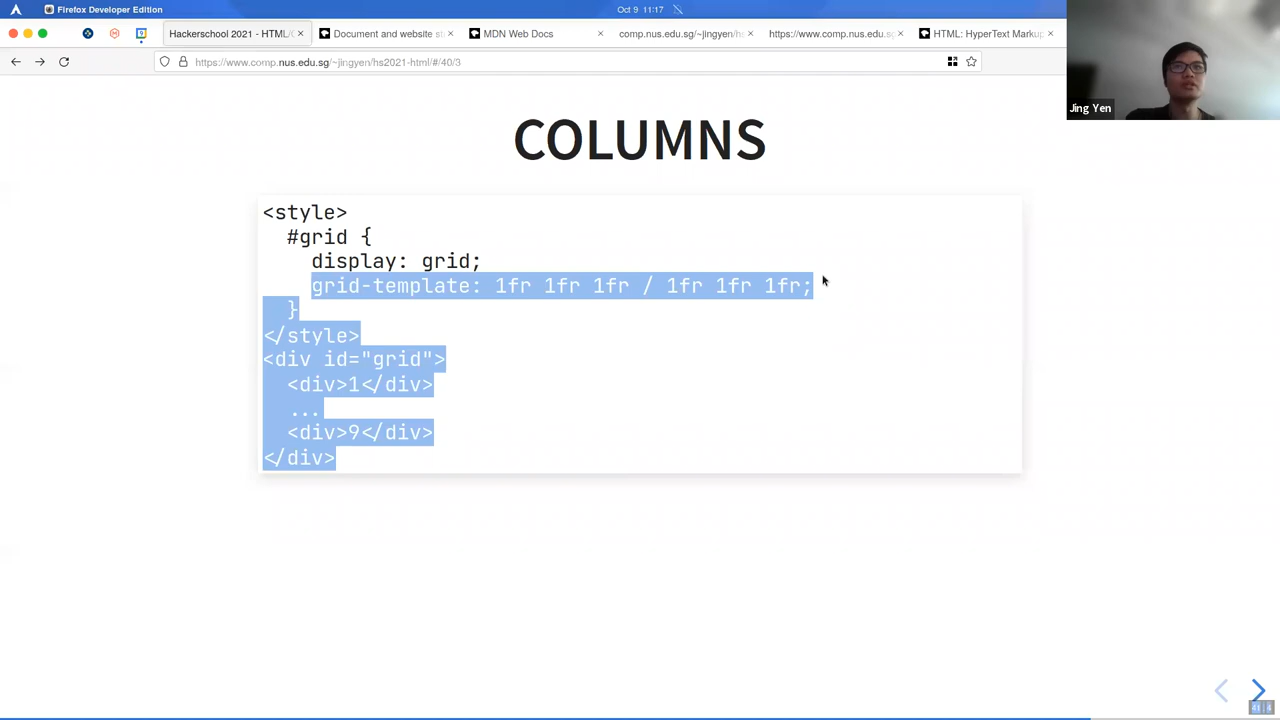 Firefox Developer Edition
Oct 9 11:17
Hackerschool 2021 - HTML/
Document and website st
MDN Web Docs
comp.nus.edu.sg/~jingyen/hs
https://www.comp.nus.edu.sg
HTML: HyperText Markup
https://www.comp.nus.edu.sg/~jingyen/hs2021-html/#/40/3
Jing Yen
COLUMNS
<style>
  #grid {
    display: grid;
    grid-template: 1fr 1fr 1fr / 1fr 1fr 1fr;
  }
</style>
<div id="grid">
  <div>1</div>
  ...
  <div>9</div>
</div>